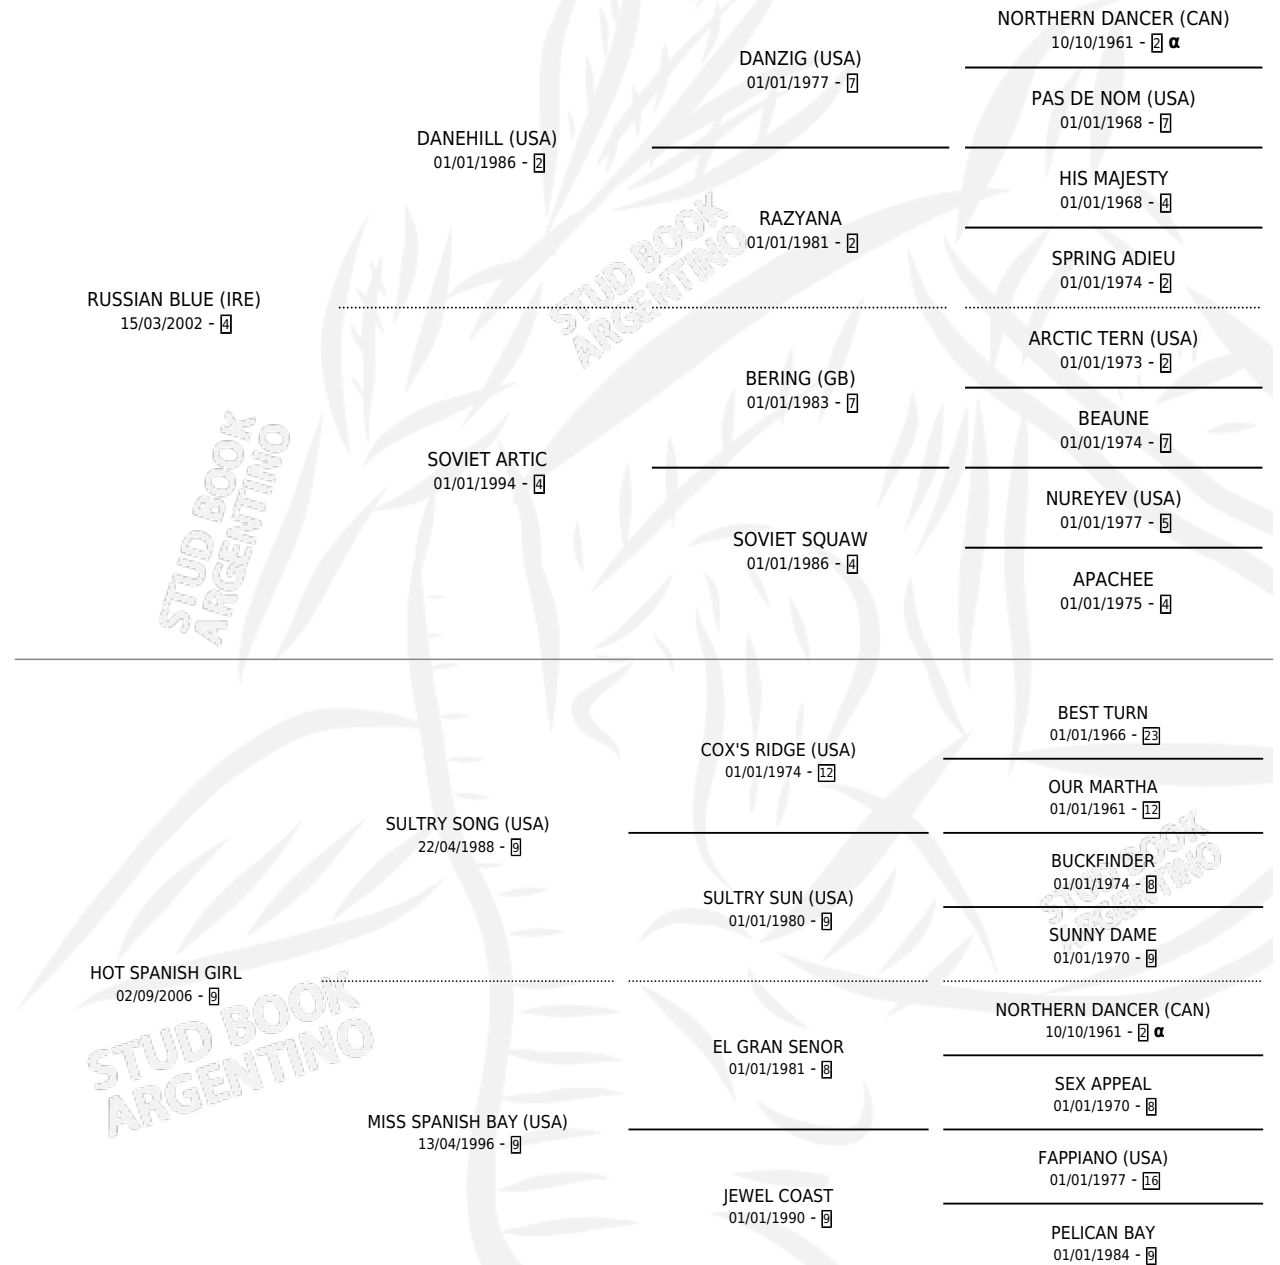 NORTHERN DANCER (CAN)
10/10/1961 - 2 α
DANZIG (USA)
01/01/1977 - 7
PAS DE NOM (USA)
01/01/1968 - 7
DANEHILL (USA)
01/01/1986 - 2
HIS MAJESTY
01/01/1968 - 4
RAZYANA
01/01/1981 - 2
SPRING ADIEU
01/01/1974 - 2
RUSSIAN BLUE (IRE)
15/03/2002 - 4
ARCTIC TERN (USA)
01/01/1973 - 2
BERING (GB)
01/01/1983 - 7
BEAUNE
01/01/1974 - 7
SOVIET ARTIC
01/01/1994 - 4
NUREYEV (USA)
01/01/1977 - 5
SOVIET SQUAW
01/01/1986 - 4
APACHEE
01/01/1975 - 4
BEST TURN
01/01/1966 - 23
COX'S RIDGE (USA)
01/01/1974 - 12
OUR MARTHA
01/01/1961 - 12
SULTRY SONG (USA)
22/04/1988 - 9
BUCKFINDER
01/01/1974 - 8
SULTRY SUN (USA)
01/01/1980 - 9
SUNNY DAME
01/01/1970 - 9
HOT SPANISH GIRL
02/09/2006 - 9
NORTHERN DANCER (CAN)
10/10/1961 - 2 α
EL GRAN SENOR
01/01/1981 - 8
SEX APPEAL
01/01/1970 - 8
MISS SPANISH BAY (USA)
13/04/1996 - 9
FAPPIANO (USA)
01/01/1977 - 16
JEWEL COAST
01/01/1990 - 9
PELICAN BAY
01/01/1984 - 9
STUD BOOK
ARGENTINO
STUD BOOK
ARGENTINO
STUD BOOK
ARGENTINO
STUD BOOK
ARGENTINO